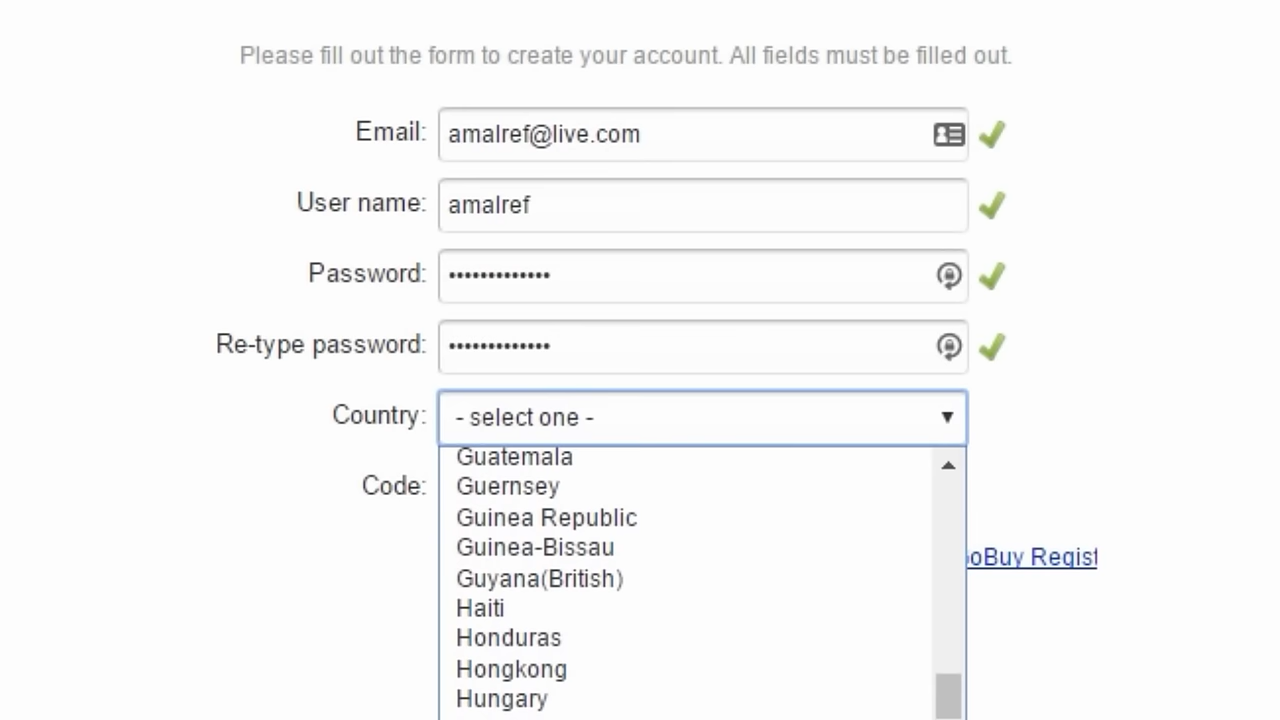 Please fill out the form to create your account. All fields must be filled out.
Email: amalref@live.com
User name: amalref
Password: •••••••••••••
Re-type password: •••••••••••••
Country: - select one -
Guatemala
Code: Guernsey
Guinea Republic
Guinea-Bissau
oBuy Regist
Guyana(British)
Haiti
Honduras
Hongkong
Hungary